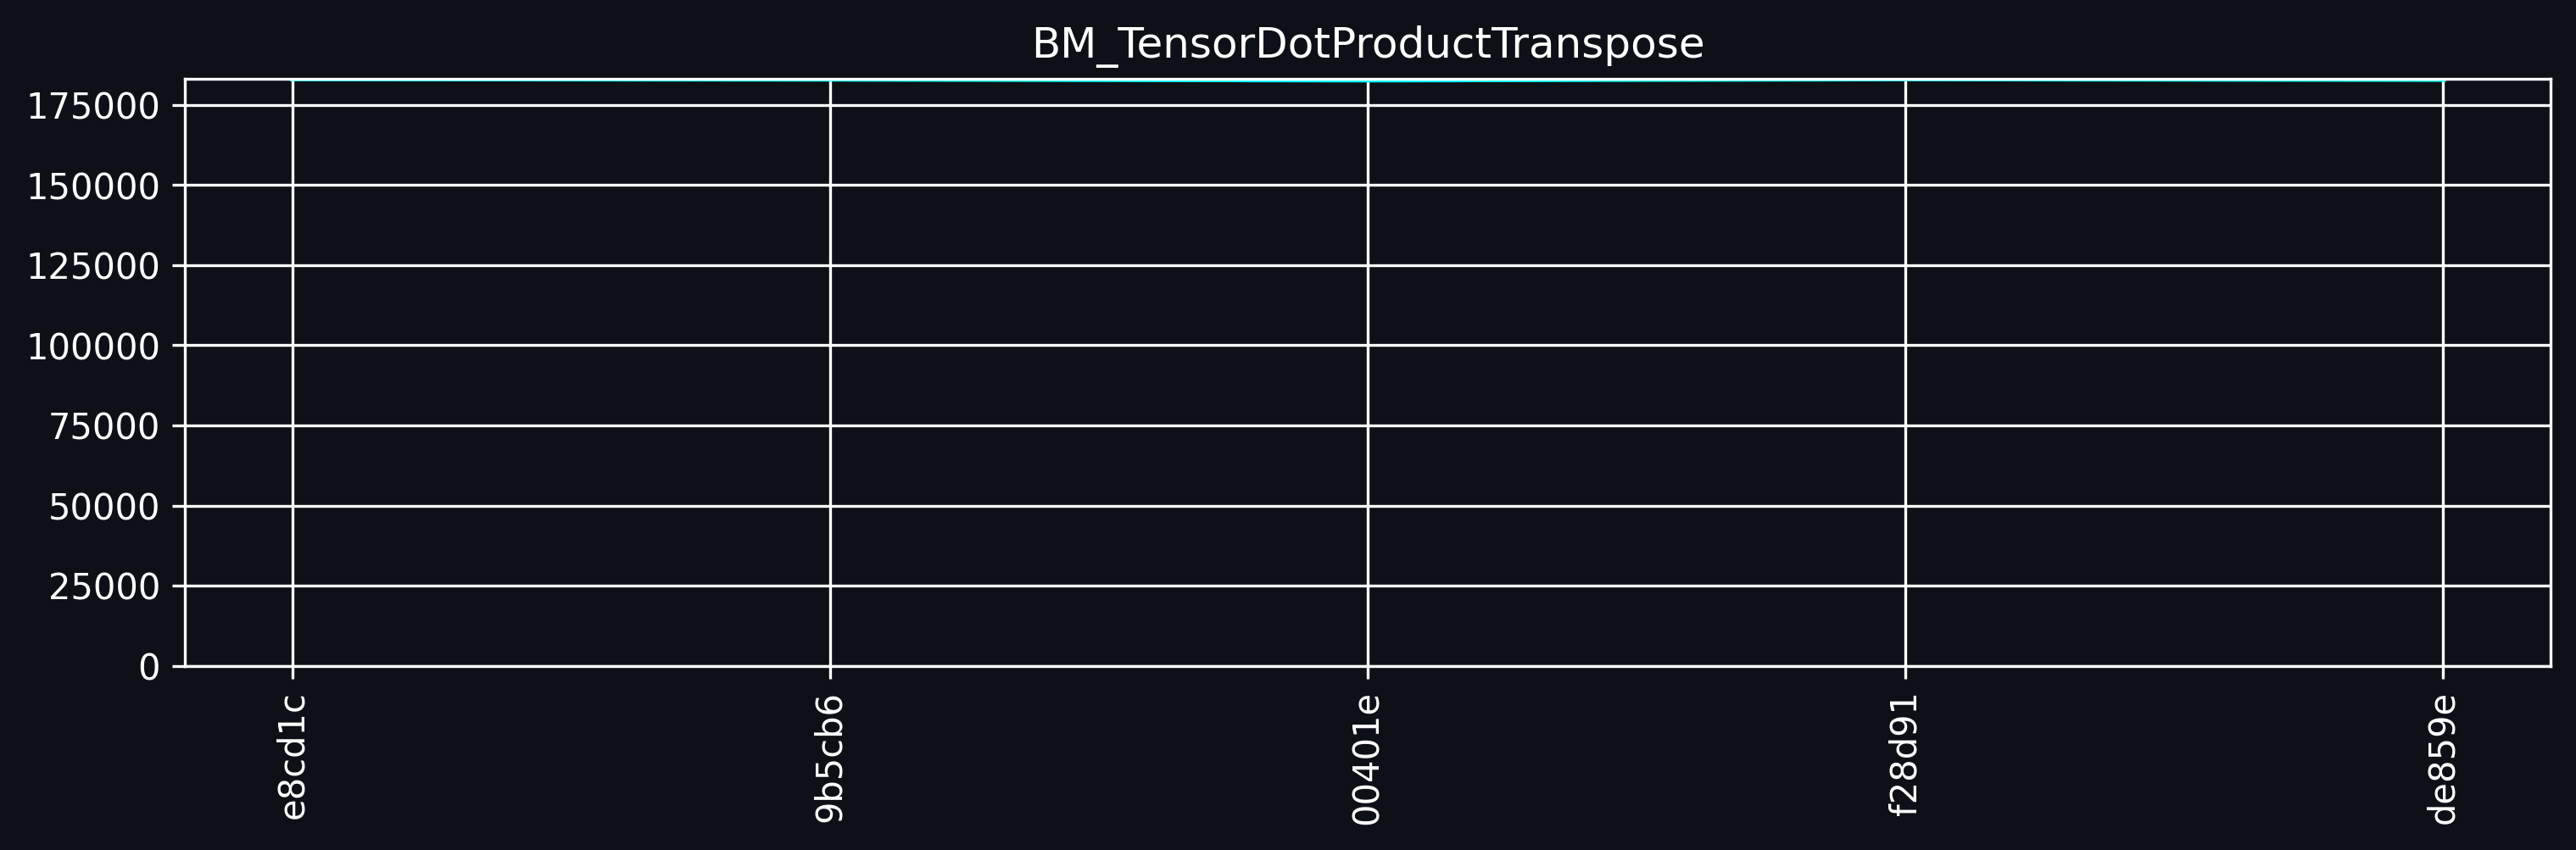 BM_TensorDotProductTranspose
175000
150000
125000
100000
75000
50000
25000
0
e8cd1c
9b5cb6
00401e
f28d91
de859e